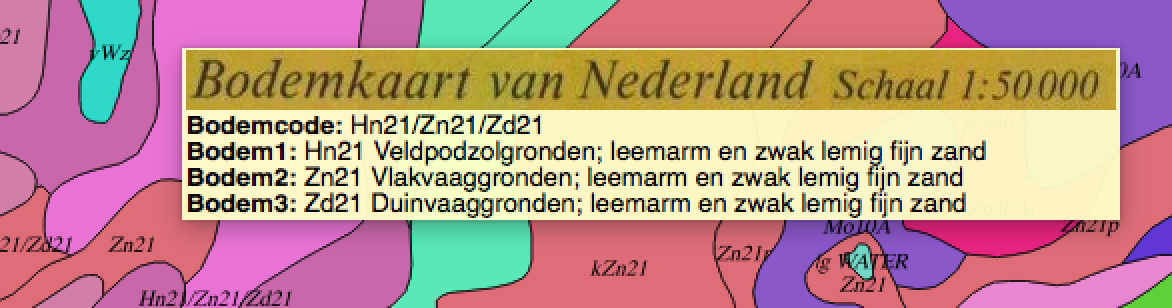 21
vWz
0A
Bodemkaart van Nederland Schaal 1:50 000
Bodemcode: Hn21/Zn21/Zd21
Bodem1: Hn21 Veldpodzolgronden; leemarm en zwak lemig fijn zand
Bodem2: Zn21 Vlakvaaggronden; leemarm en zwak lemig fijn zand
Bodem3: Zd21 Duinvaaggronden; leemarm en zwak lemig fijn zand
Mo10A
Zn21p
21/Zd21
Zn21
Zn21p
kZn21
ig WATER
Zn21
Hn21/Zn21/Zd21